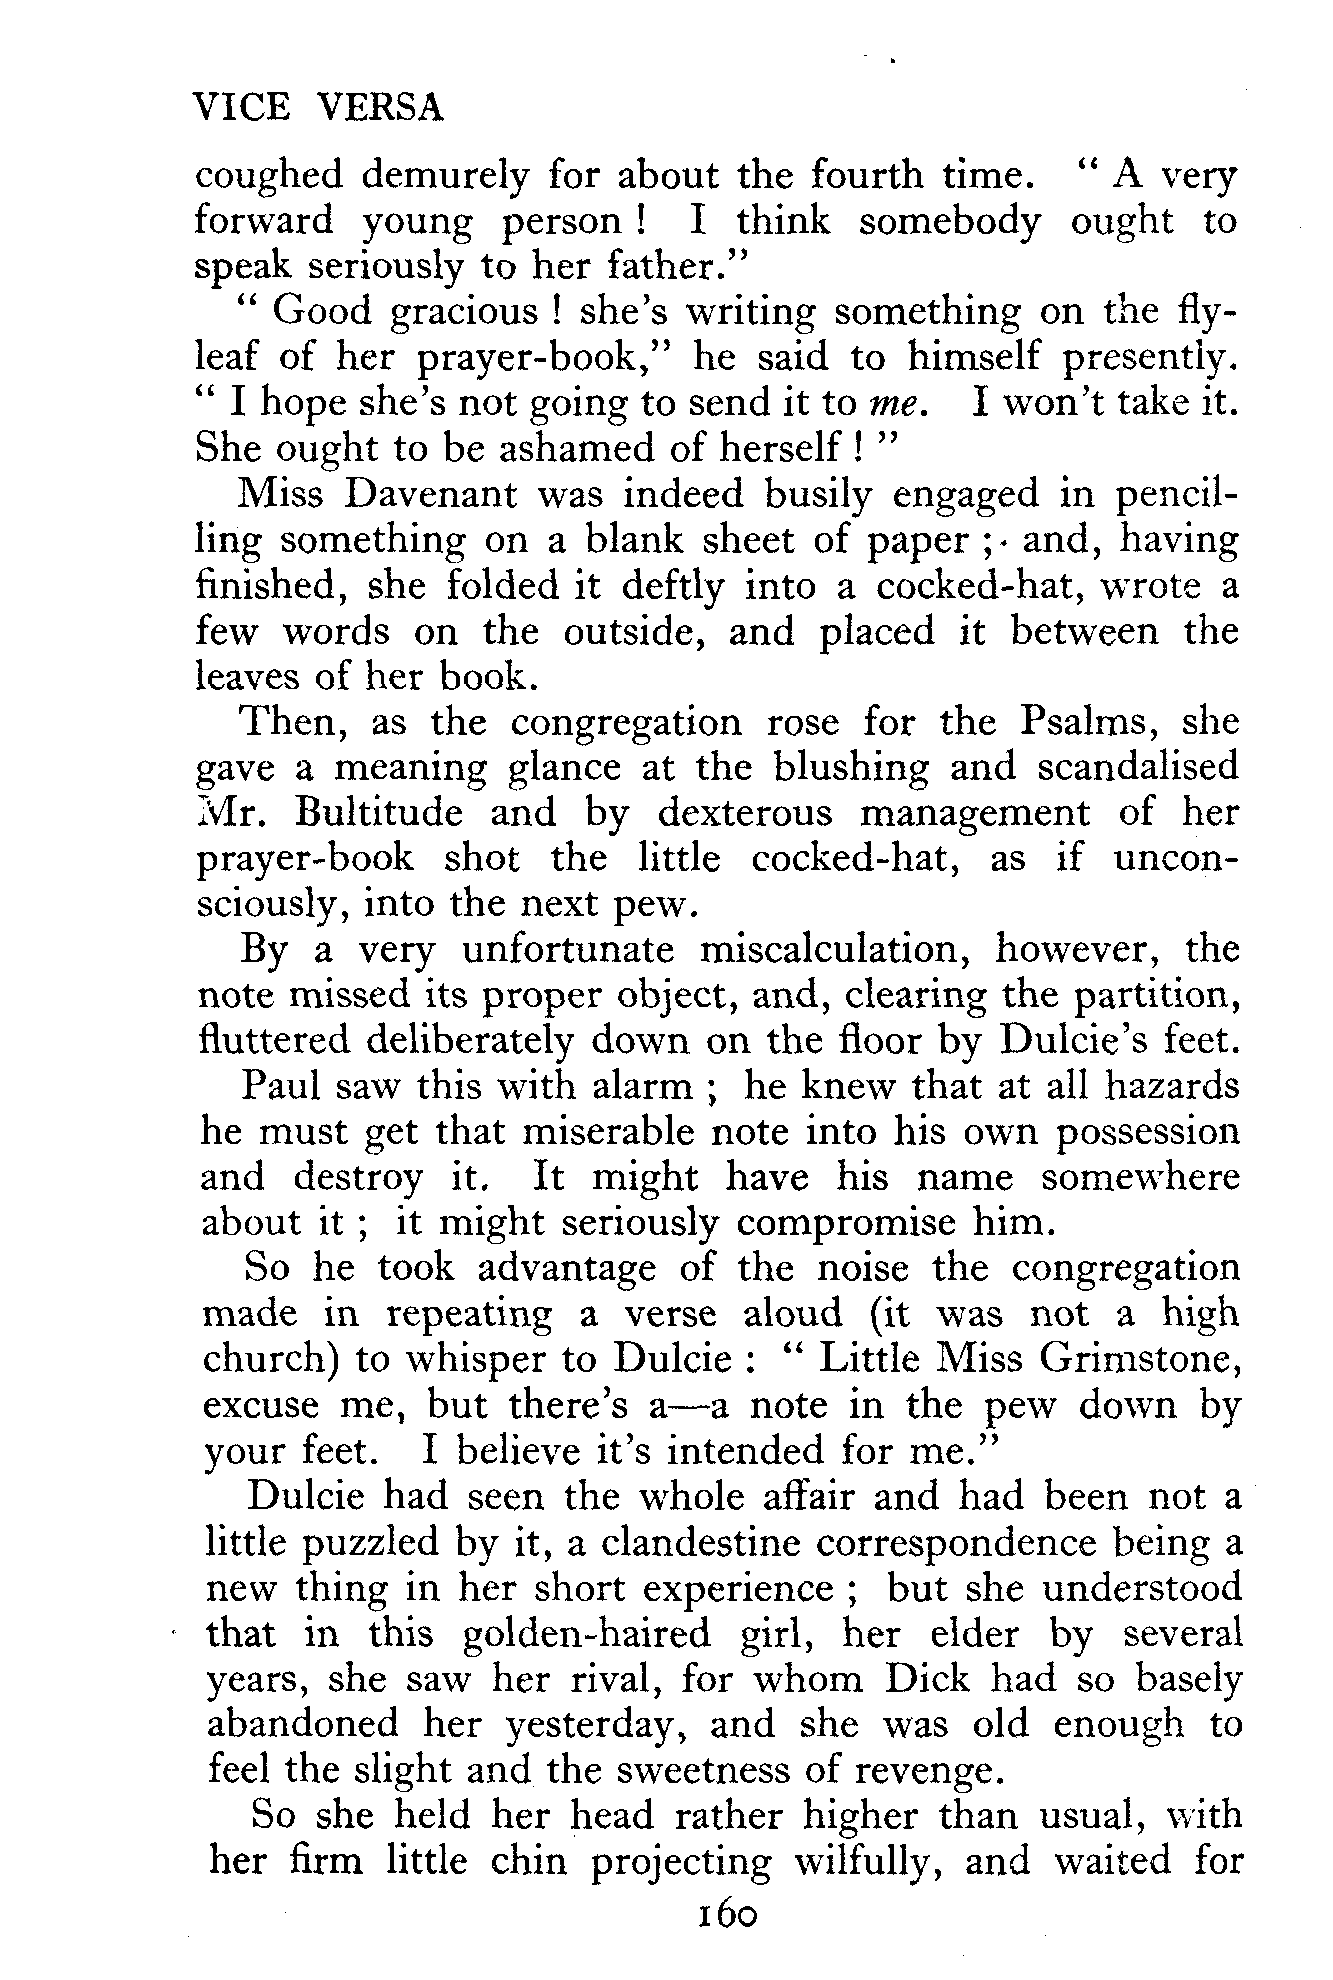 VICE VERSA
coughed demurely for about the fourth time. “ A very
forward young person ! I think somebody ought to
speak seriously to her father.”
“ Good gracious ! she’s writing something on the fly-
leaf of her prayer-book,” he said to himself presently.
“ I hope she’s not going to send it to me. I won’t take it.
She ought to be ashamed of herself ! ”
Miss Davenant was indeed busily engaged in pencil-
ling something on a blank sheet of paper ; and, having
finished, she folded it deftly into a cocked-hat, wrote a
few words on the outside, and placed it between the
leaves of her book.
Then, as the congregation rose for the Psalms, she
gave a meaning glance at the blushing and scandalised
Mr. Bultitude and by dexterous management of her
prayer-book shot the little cocked-hat, as if uncon-
sciously, into the next pew.
By a very unfortunate miscalculation, however, the
note missed its proper object, and, clearing the partition,
fluttered deliberately down on the floor by Dulcie’s feet.
Paul saw this with alarm ; he knew that at all hazards
he must get that miserable note into his own possession
and destroy it. It might have his name somewhere
about it ; it might seriously compromise him.
So he took advantage of the noise the congregation
made in repeating a verse aloud (it was not a high
church) to whisper to Dulcie : “ Little Miss Grimstone,
excuse me, but there’s a—a note in the pew down by
your feet. I believe it’s intended for me.”
Dulcie had seen the whole affair and had been not a
little puzzled by it, a clandestine correspondence being a
new thing in her short experience ; but she understood
that in this golden-haired girl, her elder by several
years, she saw her rival, for whom Dick had so basely
abandoned her yesterday, and she was old enough to
feel the slight and the sweetness of revenge.
So she held her head rather higher than usual, with
her firm little chin projecting wilfully, and waited for
160